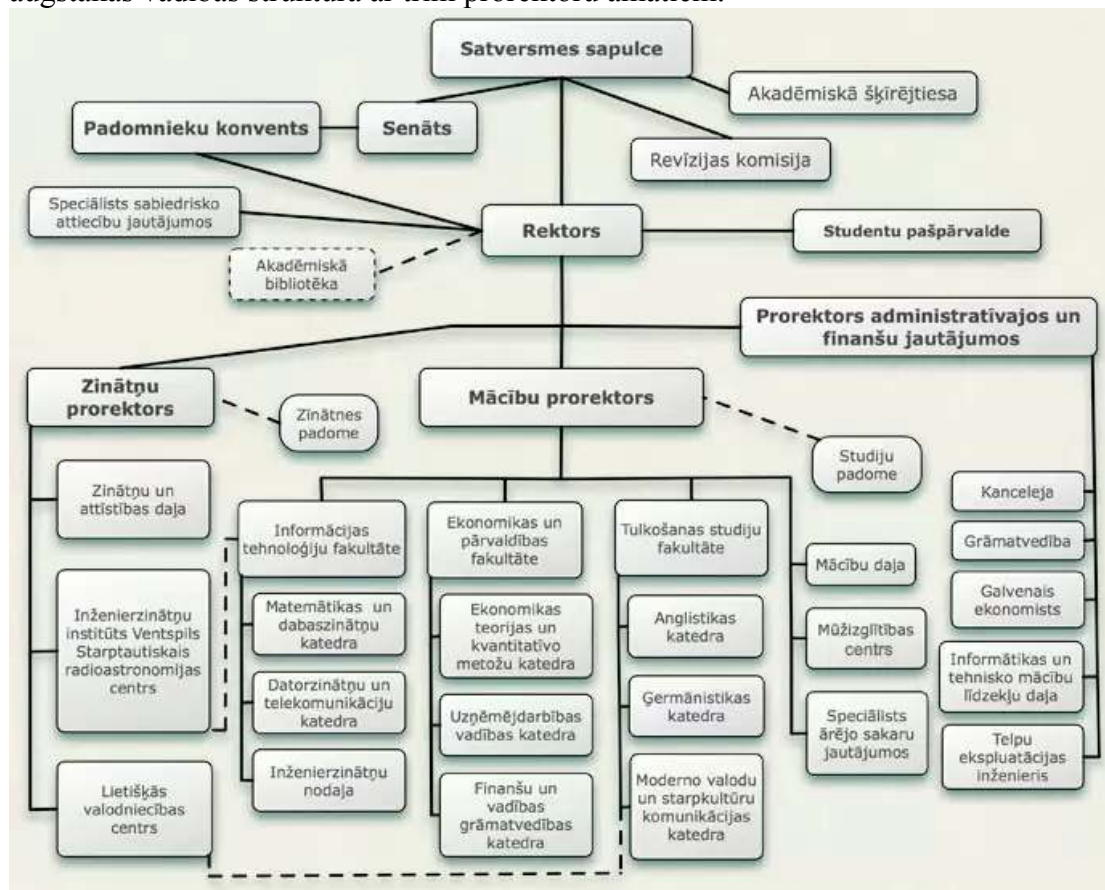 augstākās vadības struktūra ar trim prorektoru amatiem.
Satversmes sapulce
Akadēmiskā šķīrējtiesa
Padomnieku konvents
Senāts
Revīzijas komisija
Speciālists sabiedrisko
attiecību jautājumos
Rektors
Studentu pašpārvalde
Akadēmiskā
bibliotēka
Prorektors administratīvajos un
finanšu jautājumos
Zinātņu
prorektors
Zinātnes
padome
Mācību prorektors
Studiju
padome
Zinātņu un
attīstības daļa
Inženierzinātņu
institūts Ventspils
Starptautiskais
radioastronomijas
centrs
Lietišķās
valodniecības
centrs
Informācijas
tehnoloģiju fakultāte
Matemātikas un
dabaszinātņu
katedra
Datorzinātņu un
telekomunikāciju
katedra
Inženierzinātņu
nodaļa
Ekonomikas un
pārvaldības
fakultāte
Ekonomikas
teorijas un
kvantitatīvo
metožu katedra
Uzņēmējdarbības
vadības katedra
Finanšu un
vadības
grāmatvedības
katedra
Tulkošanas studiju
fakultāte
Anglistikas
katedra
Ģermānistikas
katedra
Moderno valodu
un starpkultūru
komunikācijas
katedra
Mācību daļa
Mūžizglītības
centrs
Speciālists
ārējo sakaru
jautājumos
Kanceleja
Grāmatvedība
Galvenais
ekonomists
Informātikas un
tehnisko mācību
līdzekļu daļa
Telpu
ekspluatācijas
inženieris